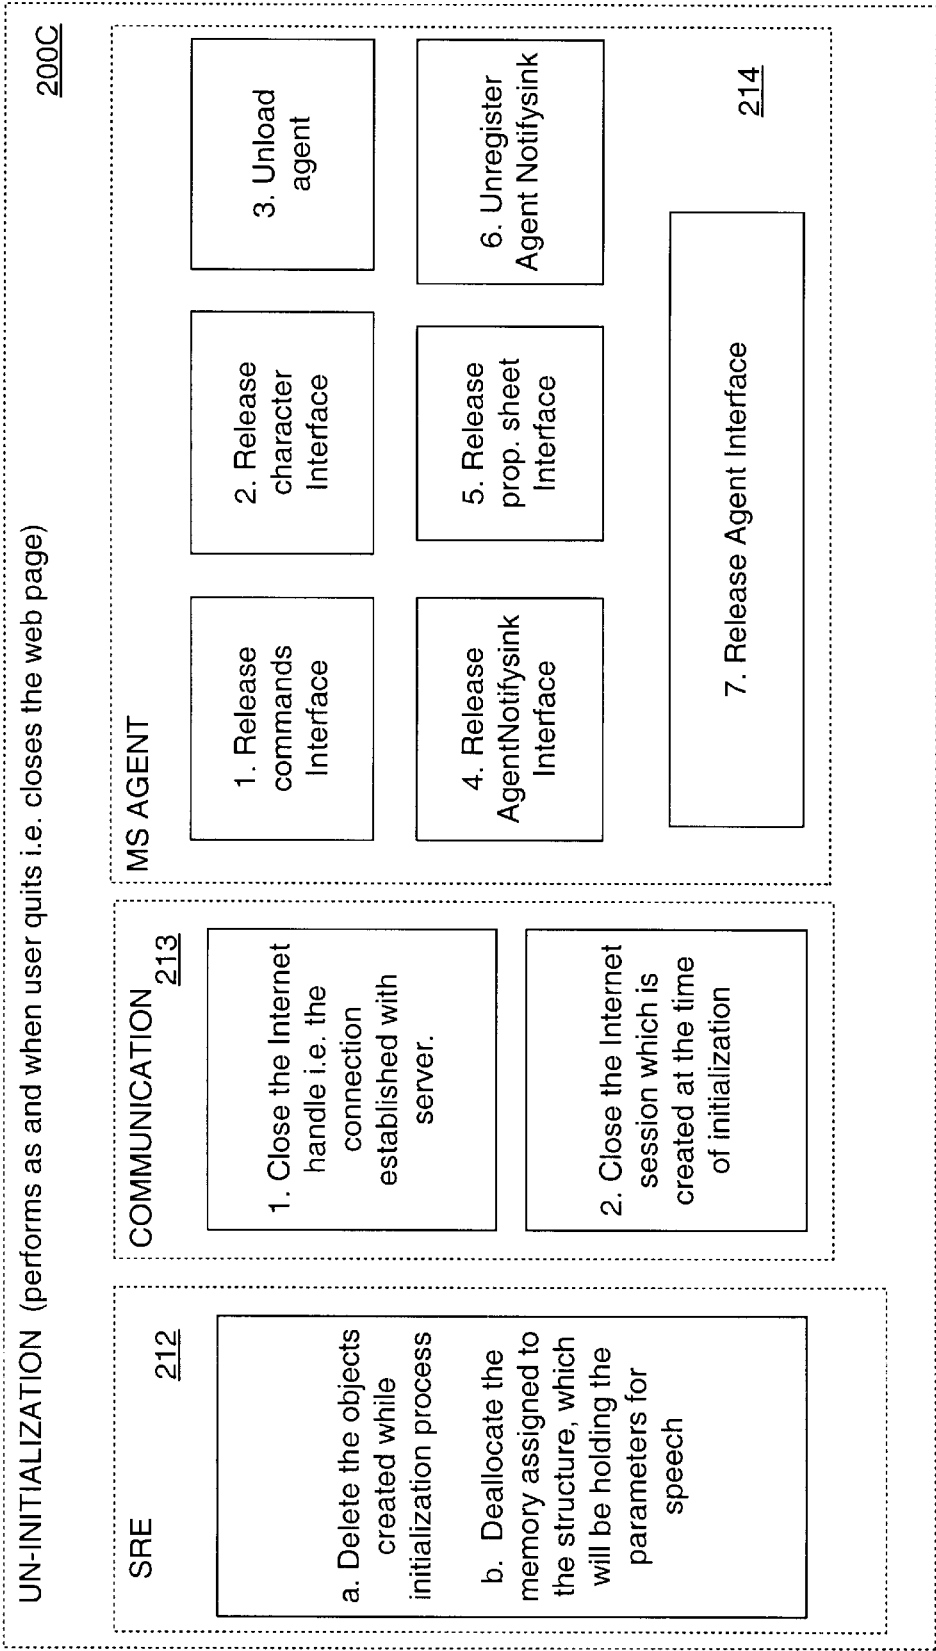 UN-INITIALIZATION (performs as and when user quits i.e. closes the web page)
200C
SRE
212
a. Delete the objects
created while
initialization process
b. Deallocate the
memory assigned to
the structure, which
will be holding the
parameters for
speech
COMMUNICATION
213
1. Close the Internet
handle i.e. the
connection
established with
server.
2. Close the Internet
session which is
created at the time
of initialization
MS AGENT
1. Release
commands
Interface
2. Release
character
Interface
3. Unload
agent
4. Release
AgentNotifysink
Interface
5. Release
prop. sheet
Interface
6. Unregister
Agent Notifysink
7. Release Agent Interface
214